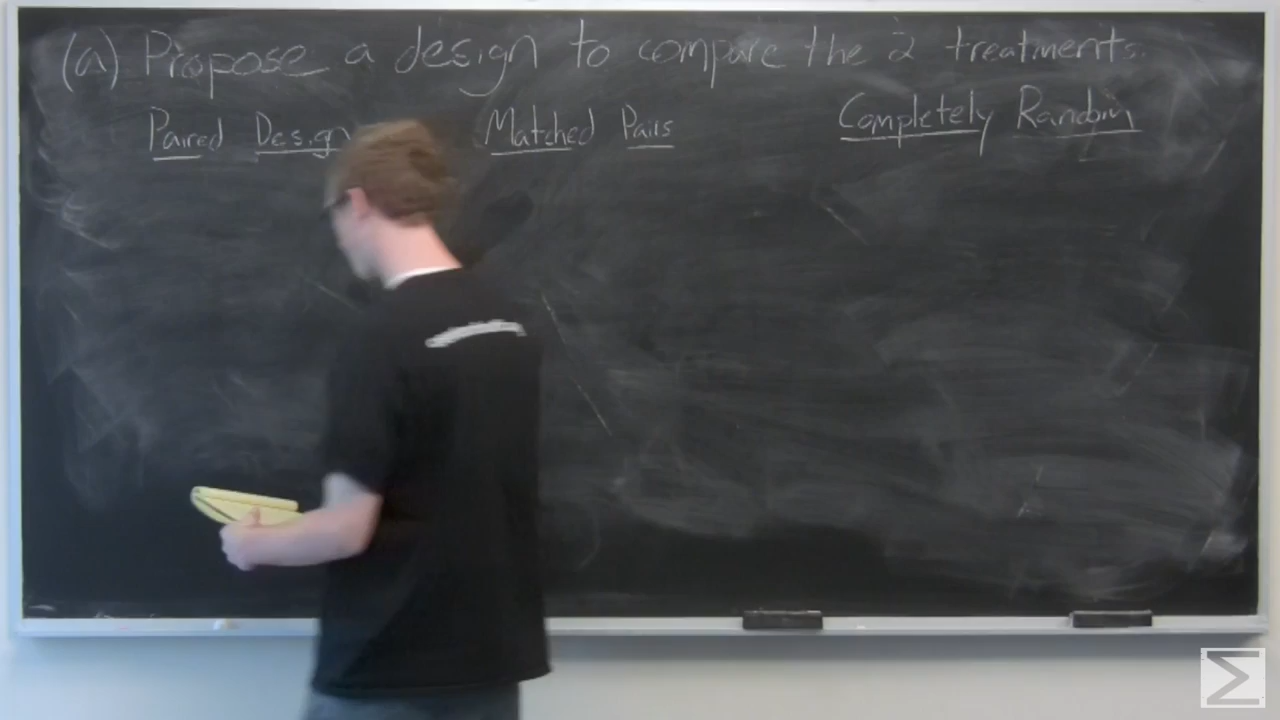 (a) Propose a design to compare the 2 treatments.
Paired Design Matched Pairs Completely Random
Σ